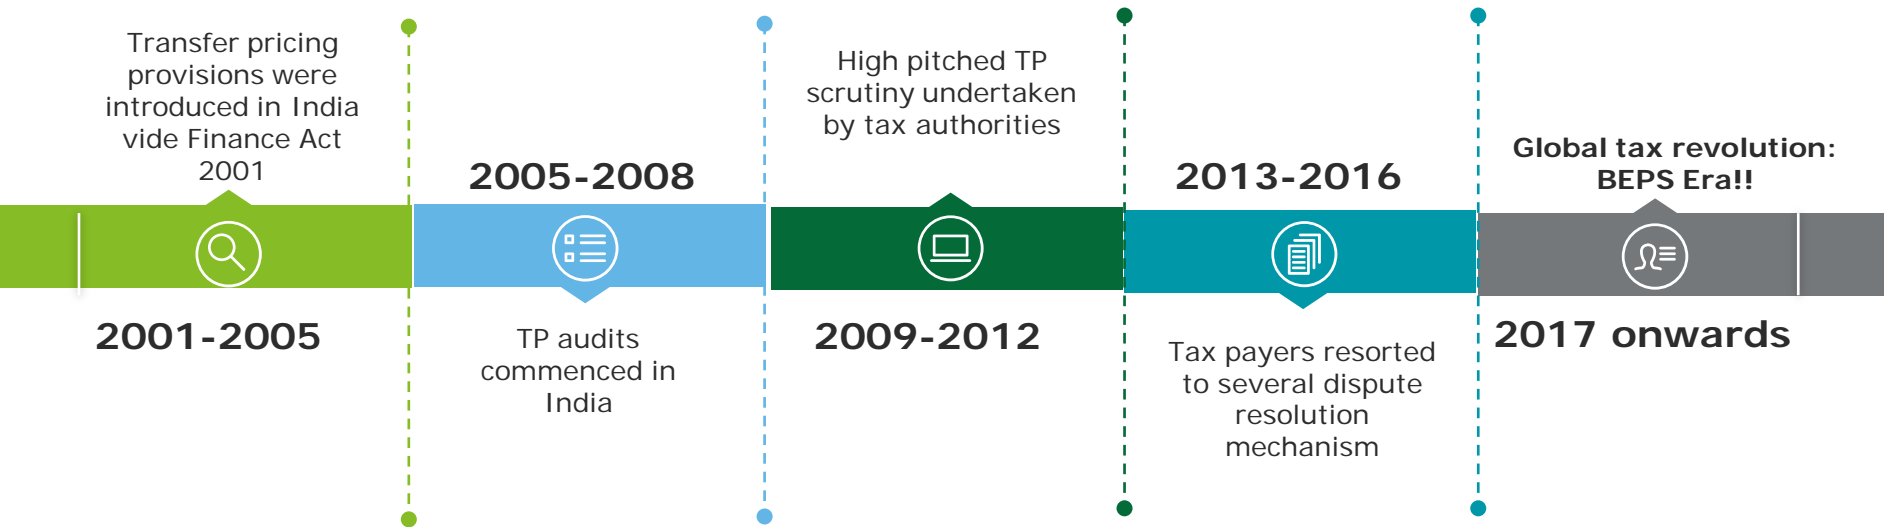 Transfer pricing
provisions were
introduced in India
vide Finance Act
2001
2001-2005
2005-2008
TP audits
commenced in
India
High pitched TP
scrutiny undertaken
by tax authorities
2009-2012
2013-2016
Tax payers resorted
to several dispute
resolution
mechanism
Global tax revolution:
BEPS Era!!
2017 onwards